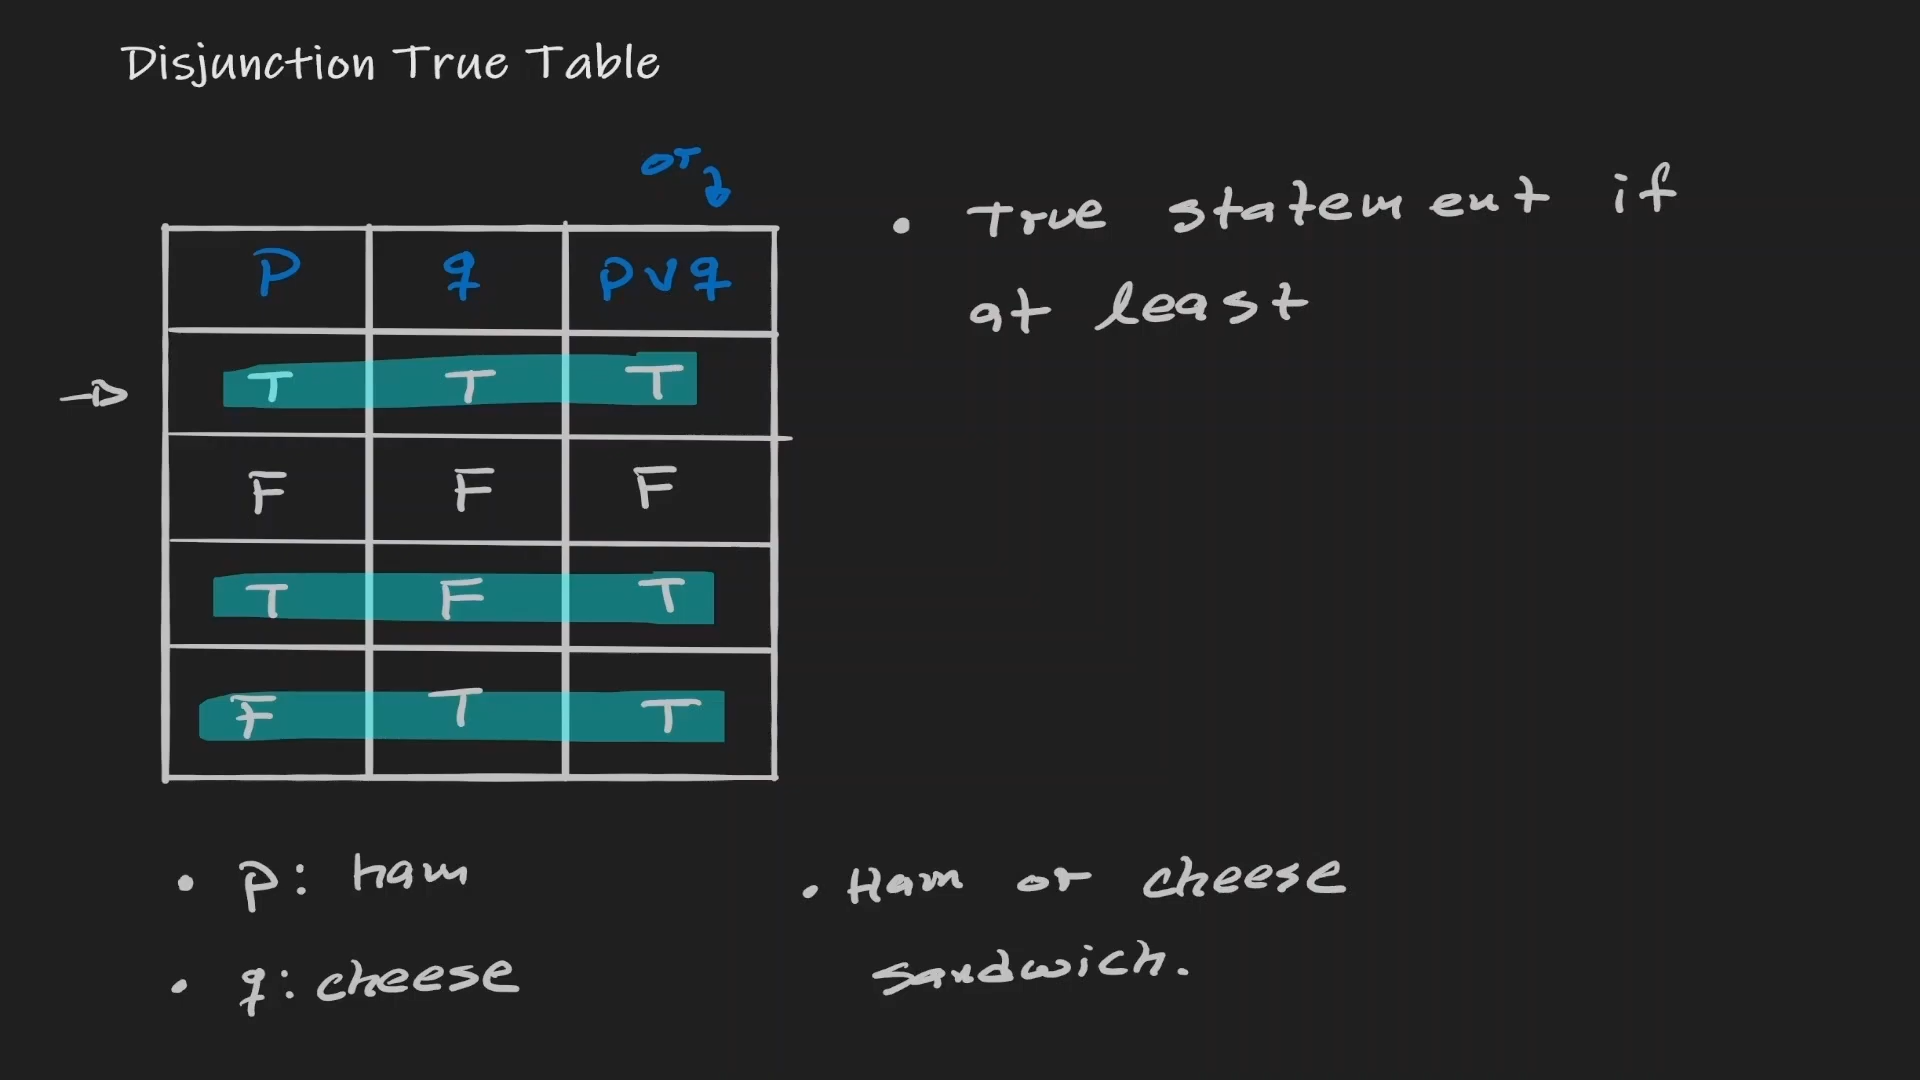 Disjunction True Table
or
p q p∨q
T T T
F F F
T F T
F T T
• True statement if
at least
• p: ham
• q: cheese
• Ham or cheese
sandwich.